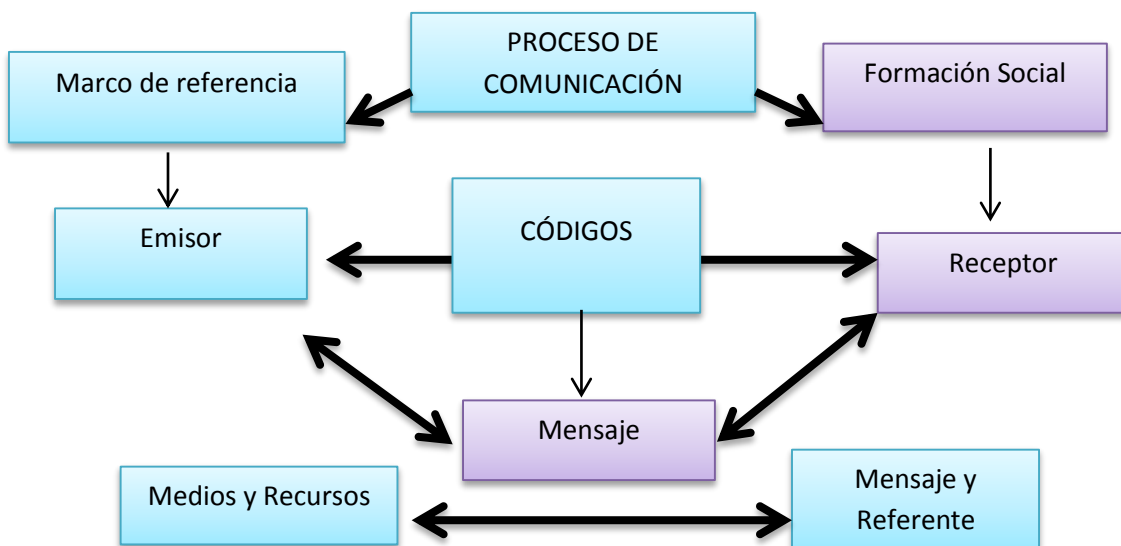 PROCESO DE
COMUNICACIÓN
Marco de referencia
Formación Social
Emisor
CÓDIGOS
Receptor
Mensaje
Medios y Recursos
Mensaje y
Referente